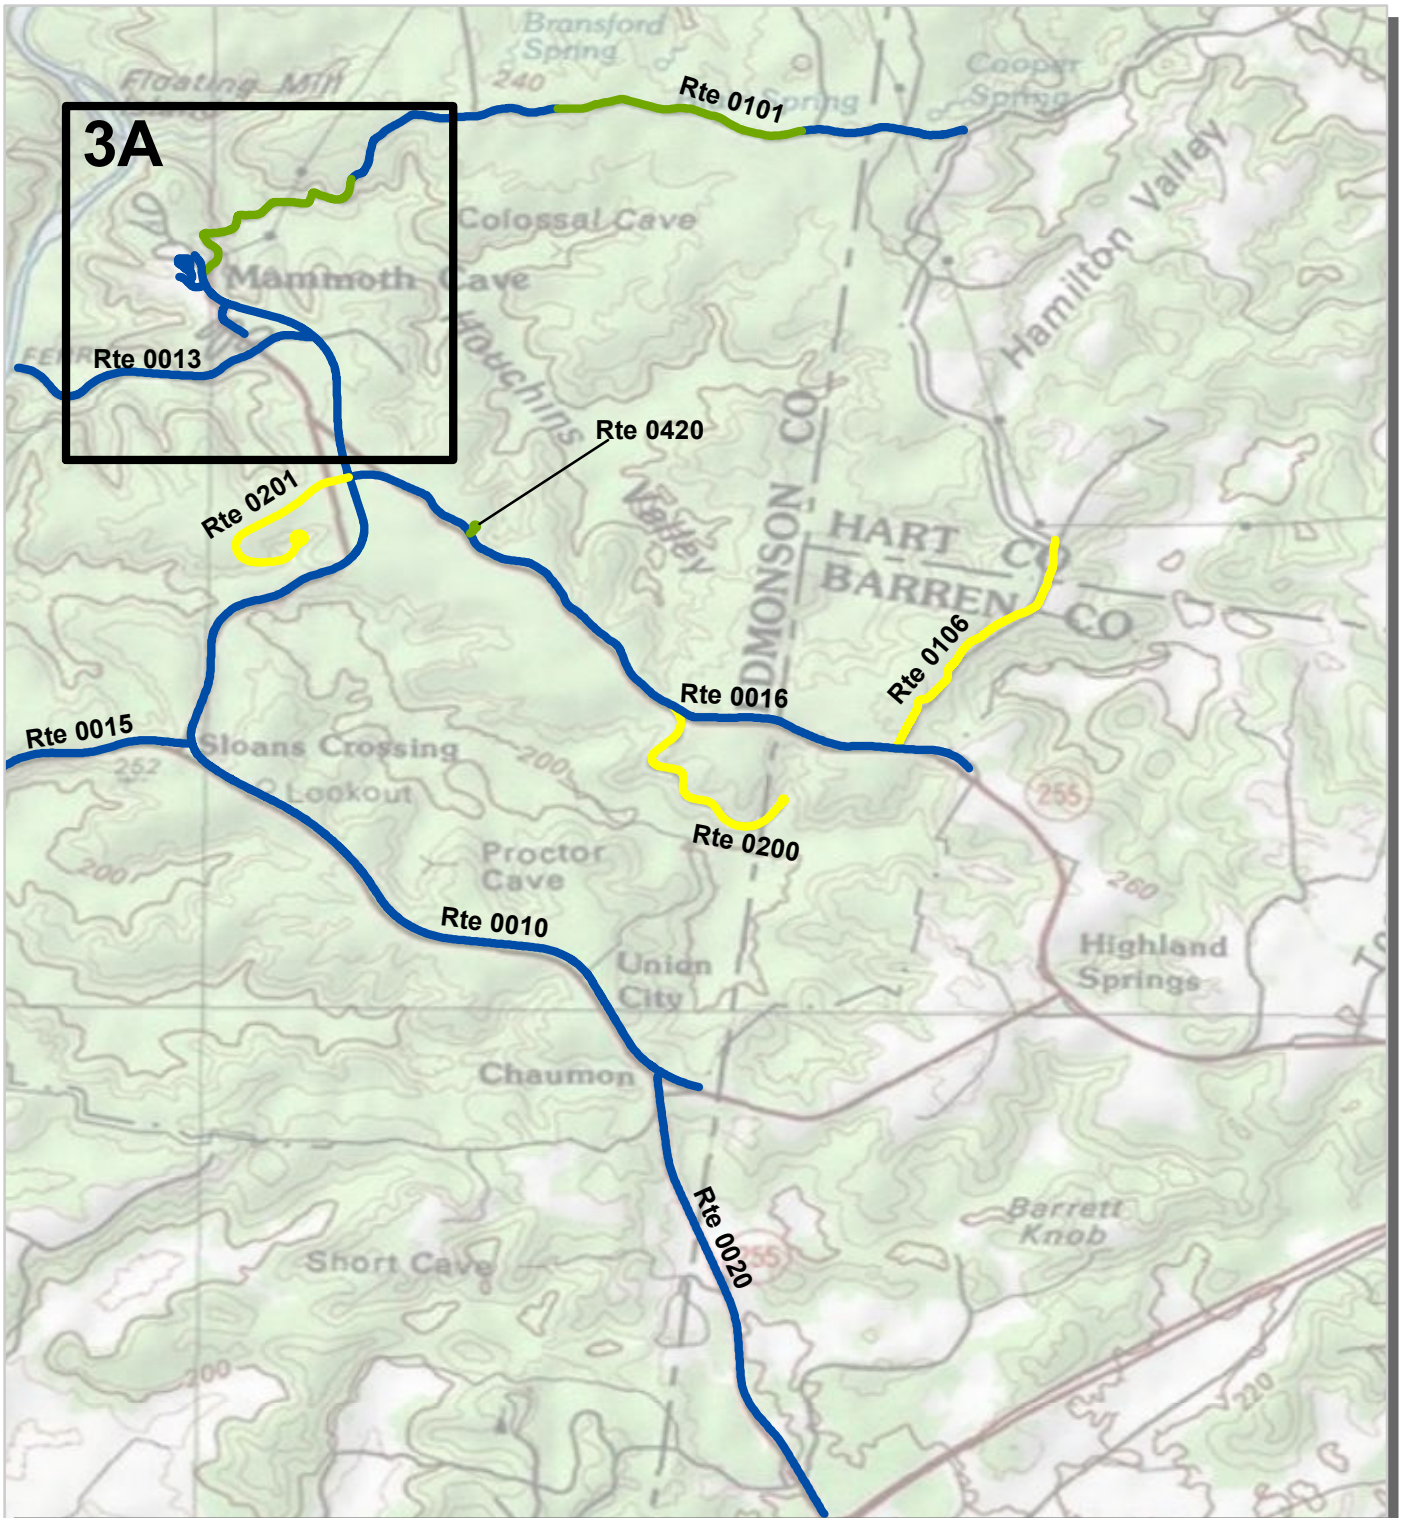 Bransford
Spring
Floating Mill
240
Rte 0101
Spring
Cooper
Spring
3A
Hamilton Valley
Colossal Cave
Mammoth Cave
Houchins
Valley
Rte 0013
Rte 0420
Rte 0201
EDMONSON CO
HART CO
BARREN CO
Rte 0106
Rte 0016
Rte 0015
252
Sloans Crossing
Lookout
200
255
Rte 0200
Proctor
Cave
200
260
Rte 0010
Highland
Springs
Union
City
Chaumon
Rte 0020
Barrett
Knob
255
Short Cave
200
220